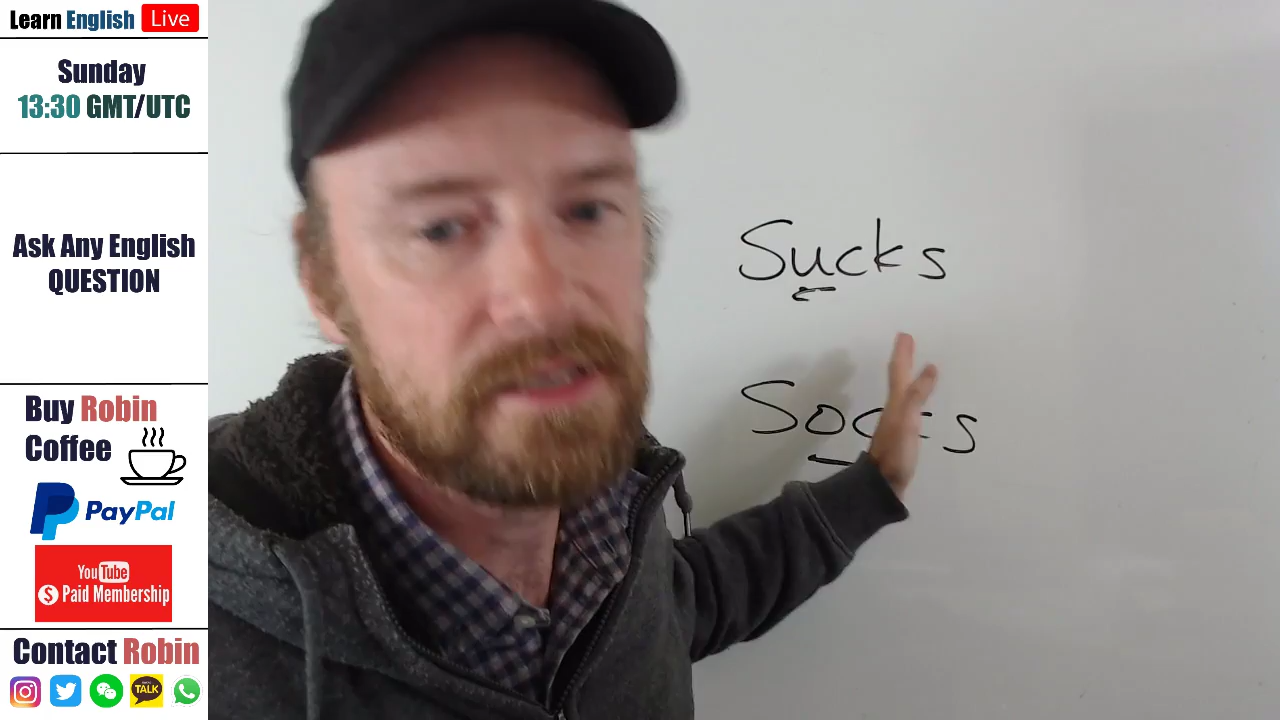 Learn English Live
Sunday
13:30 GMT/UTC
Ask Any English
QUESTION
Buy Robin
Coffee
PayPal
YouTube
$ Paid Membership
Contact Robin
TALK
Sucks